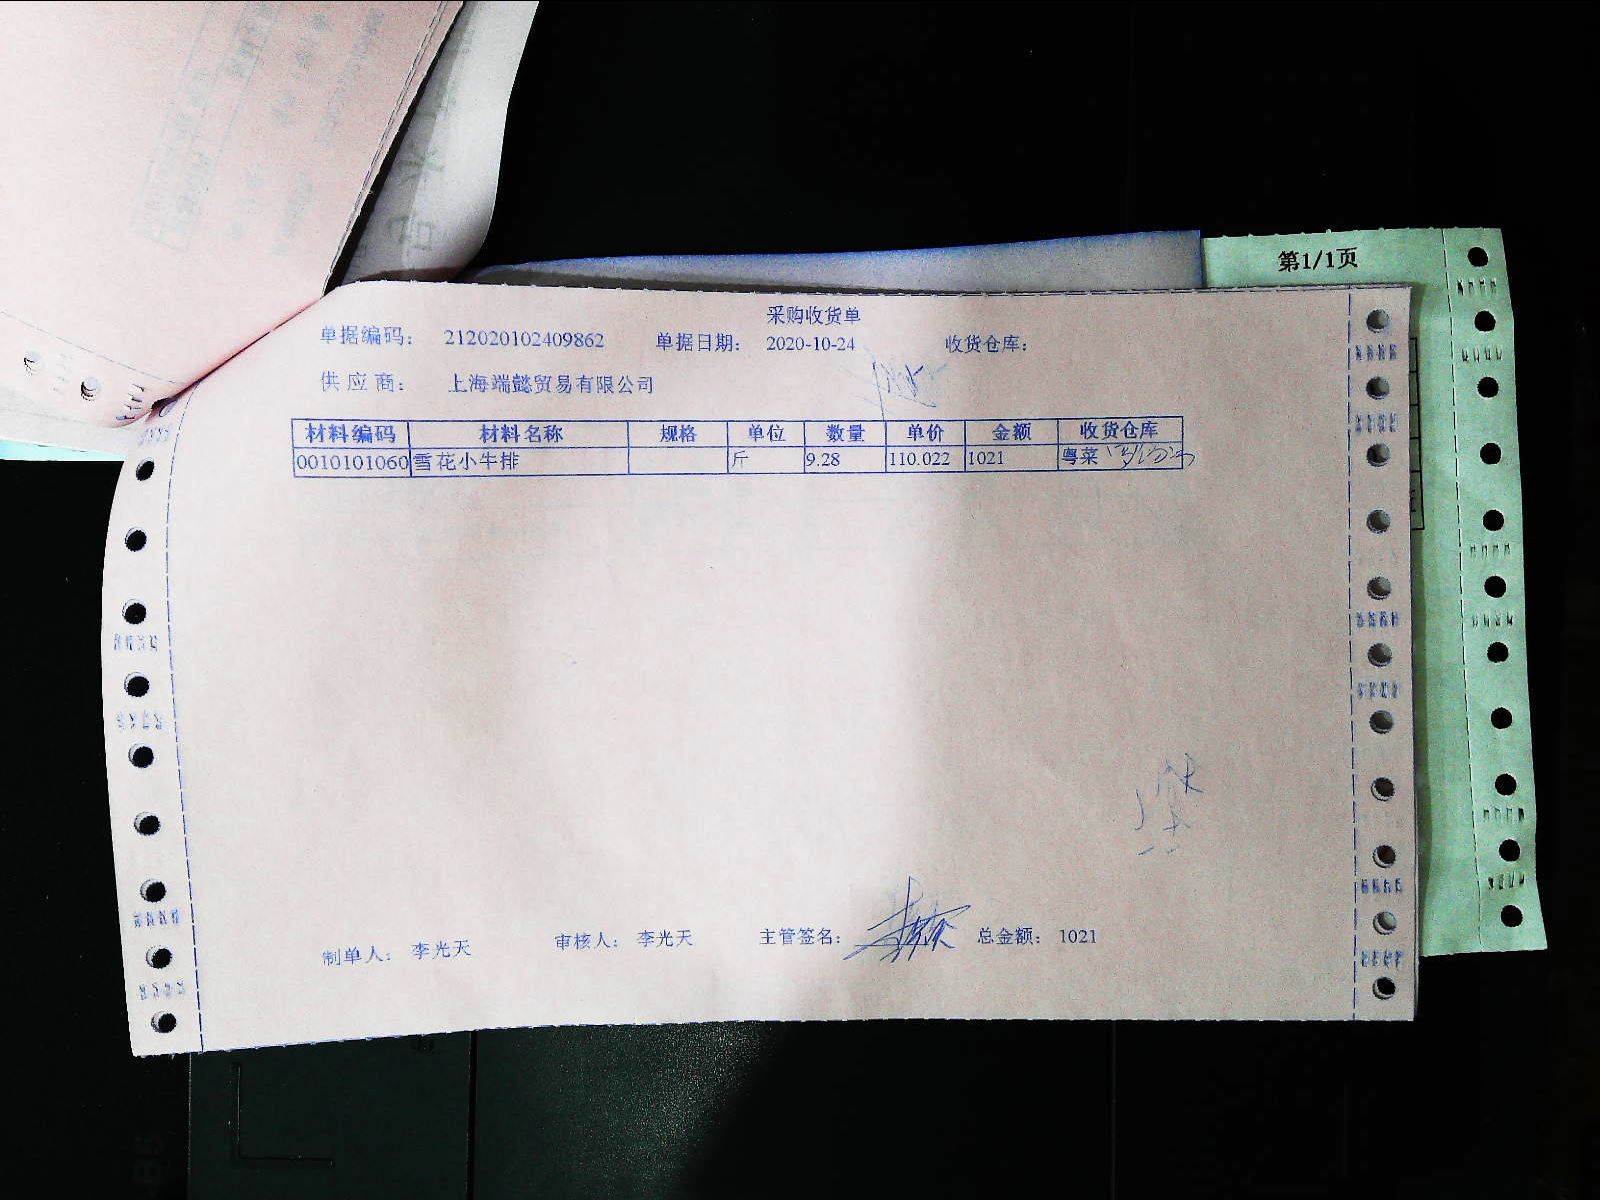 第1/1页
采购收货单
单据编码： 212020102409862 单据日期： 2020-10-24 收货仓库：
供应商： 上海端懿贸易有限公司
材料编码 材料名称 规格 单位 数量 单价 金额 收货仓库
0010101060 雪花小牛排 斤 9.28 110.022 1021 粤菜
制单人： 李光天 审核人： 李光天 主管签名： 总金额： 1021